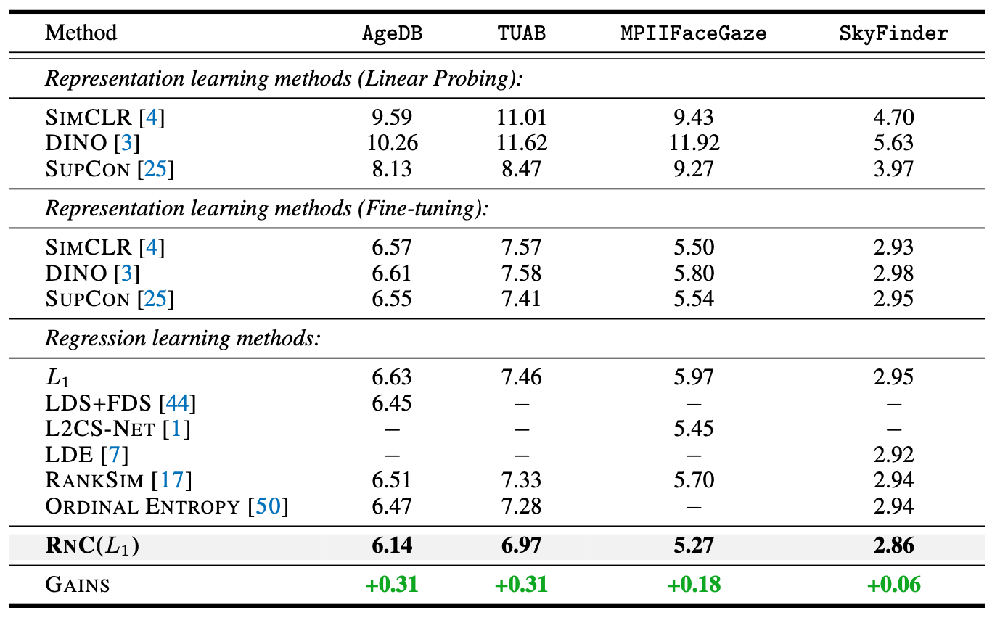 Method AgeDB TUAB MPIIFaceGaze SkyFinder
Representation learning methods (Linear Probing):
SIMCLR [4] 9.59 11.01 9.43 4.70
DINO [3] 10.26 11.62 11.92 5.63
SUPCON [25] 8.13 8.47 9.27 3.97
Representation learning methods (Fine-tuning):
SIMCLR [4] 6.57 7.57 5.50 2.93
DINO [3] 6.61 7.58 5.80 2.98
SUPCON [25] 6.55 7.41 5.54 2.95
Regression learning methods:
L₁ 6.63 7.46 5.97 2.95
LDS+FDS [44] 6.45 – – –
L2CS-NET [1] – – 5.45 –
LDE [7] – – – 2.92
RANKSIM [17] 6.51 7.33 5.70 2.94
ORDINAL ENTROPY [50] 6.47 7.28 – 2.94
RNC(L₁) 6.14 6.97 5.27 2.86
GAINS +0.31 +0.31 +0.18 +0.06